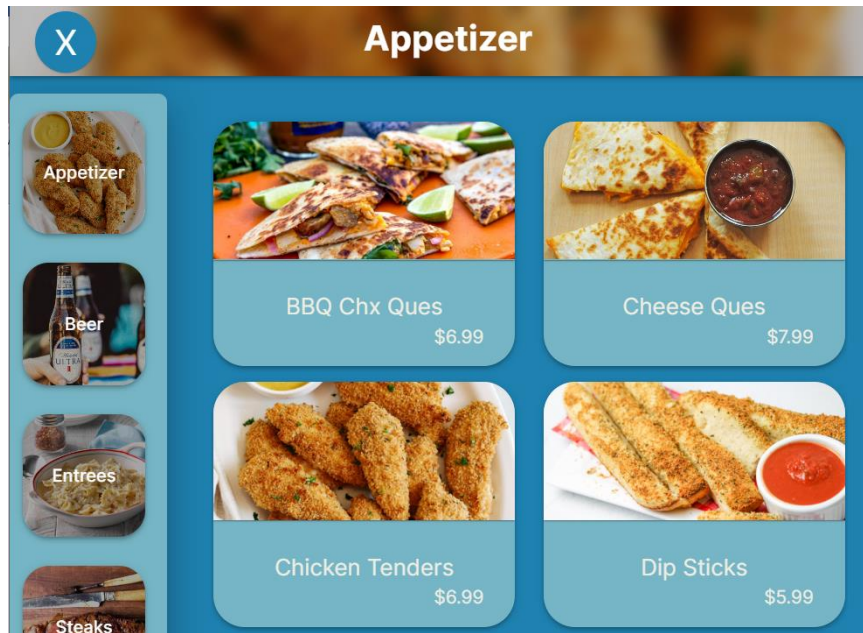 X
Appetizer
Appetizer
Beer
ULTRA
Entrees
Steaks
BBQ Chx Ques
$6.99
Cheese Ques
$7.99
Chicken Tenders
$6.99
Dip Sticks
$5.99